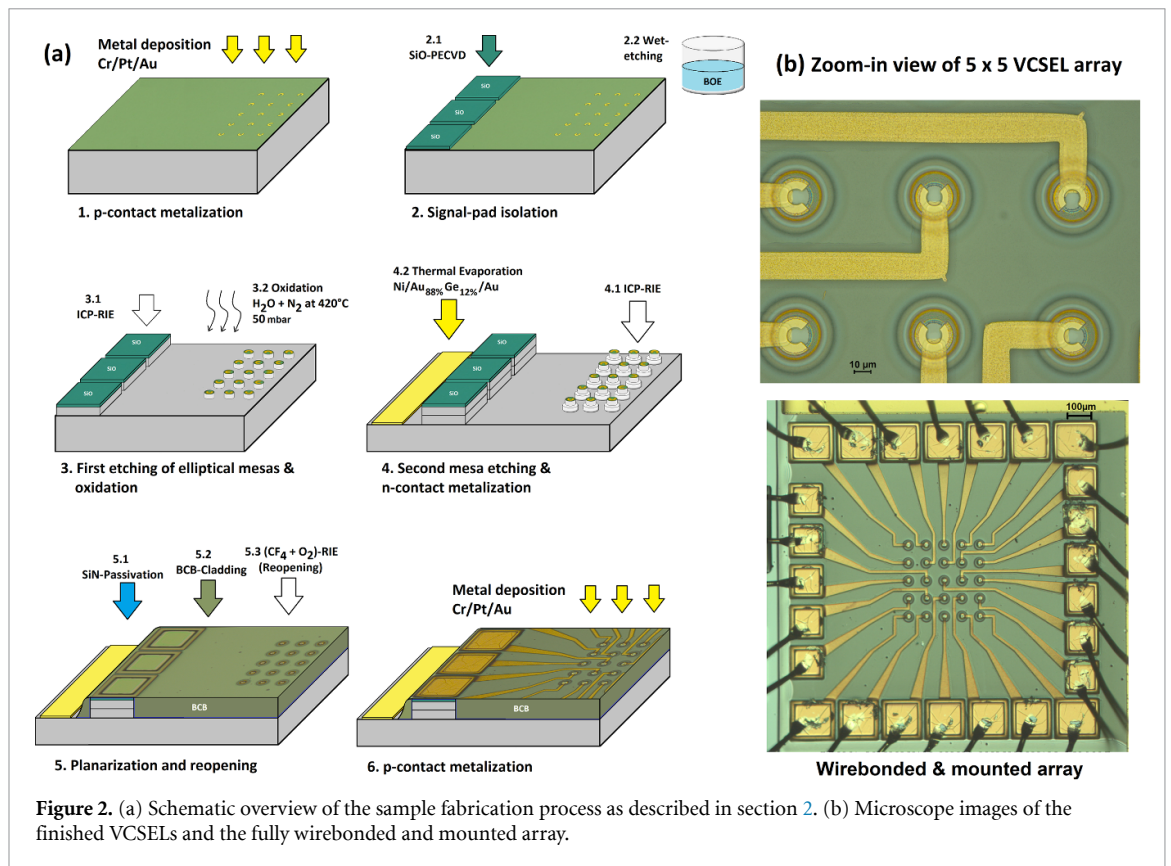 (a)
Metal deposition
Cr/Pt/Au
1. p-contact metalization
2.1
SiO-PECVD
2.2 Wet-
etching
BOE
SiO
SiO
SiO
2. Signal-pad isolation
3.1
ICP-RIE
3.2 Oxidation
H2O + N2 at 420°C
50 mbar
SiO
SiO
SiO
3. First etching of elliptical mesas &
oxidation
4.2 Thermal Evaporation
Ni/Au88%Ge12%/Au
4.1 ICP-RIE
SiO
SiO
SiO
4. Second mesa etching &
n-contact metalization
5.1
SiN-Passivation
5.2
BCB-Cladding
5.3 (CF4 + O2)-RIE
(Reopening)
BCB
5. Planarization and reopening
Metal deposition
Cr/Pt/Au
BCB
6. p-contact metalization
(b) Zoom-in view of 5 x 5 VCSEL array
10 µm
100µm
Wirebonded & mounted array
Figure 2. (a) Schematic overview of the sample fabrication process as described in section 2. (b) Microscope images of the
finished VCSELs and the fully wirebonded and mounted array.